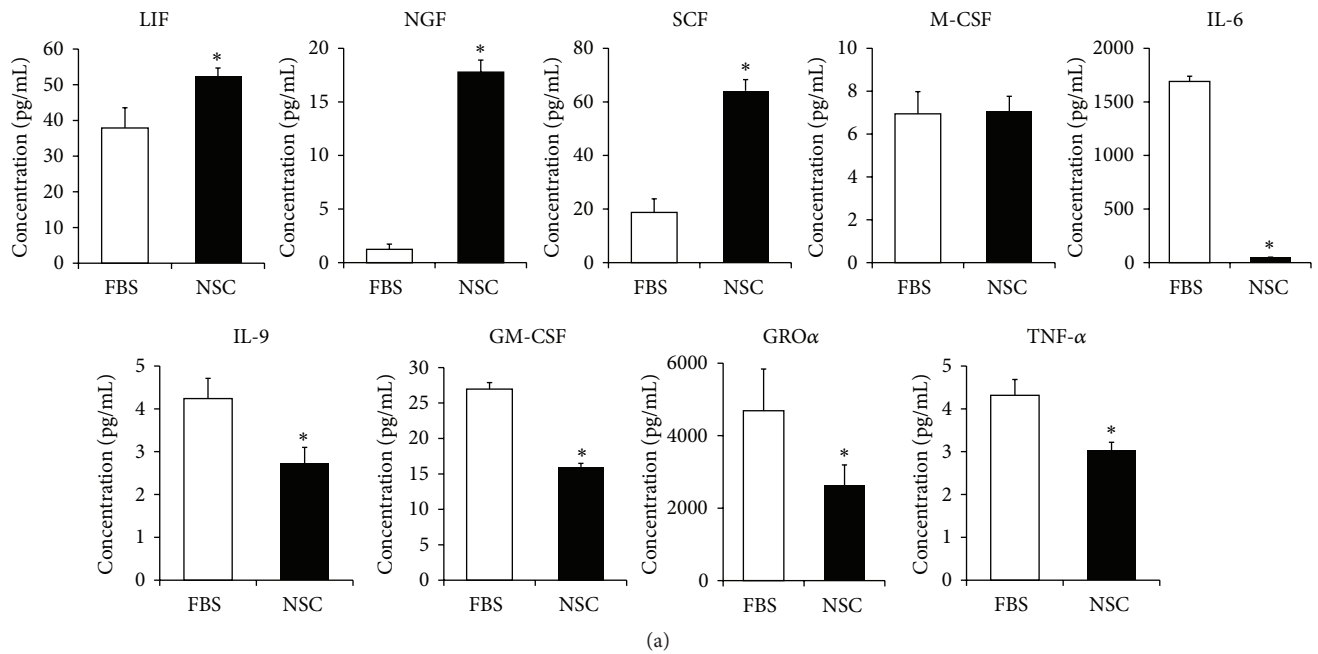 LIF
NGF
SCF
M-CSF
IL-6
Concentration (pg/mL)
60
50
40
30
20
10
0
*
FBS NSC
Concentration (pg/mL)
20
15
10
5
0
*
FBS NSC
Concentration (pg/mL)
80
60
40
20
0
*
FBS NSC
Concentration (pg/mL)
10
8
6
4
2
0
FBS NSC
Concentration (pg/mL)
2000
1500
1000
500
0
*
FBS NSC
IL-9
GM-CSF
GROα
TNF-α
Concentration (pg/mL)
5
4
3
2
1
0
*
FBS NSC
Concentration (pg/mL)
30
25
20
15
10
5
0
*
FBS NSC
Concentration (pg/mL)
6000
4000
2000
0
*
FBS NSC
Concentration (pg/mL)
5
4
3
2
1
0
*
FBS NSC
(a)